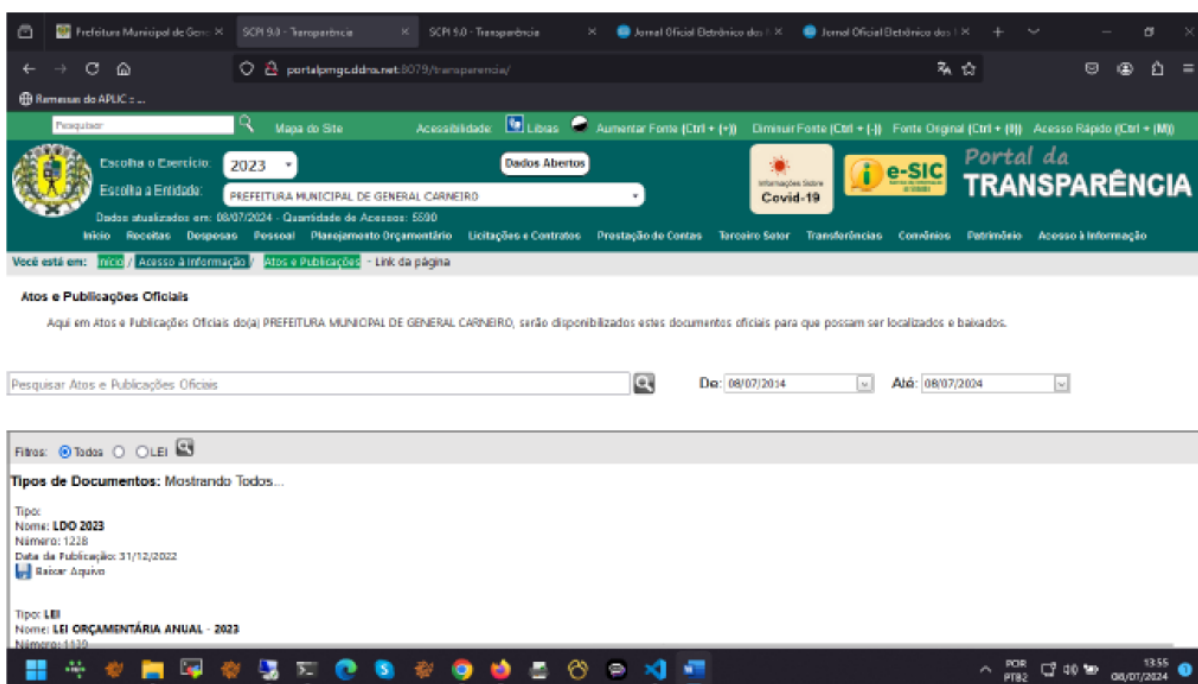 Prefeitura Municipal de Gene
SCPI 9.0 - Transparência
SCPI 9.0 - Transparência
Jornal Oficial Eletrônico dos
Jornal Oficial Eletrônico dos
portalpmgc.ddns.net:8079/transparencia/
Remessas do APLIC :: ...
Pesquisar
Mapa do Site
Acessibilidade:
Libras
Aumentar Fonte (Ctrl + (+))
Diminuir Fonte (Ctrl + (-))
Fonte Original (Ctrl + (0))
Acesso Rápido ((Ctrl + (M))
Escolha o Exercício: 2023
Dados Abertos
Escolha a Entidade: PREFEITURA MUNICIPAL DE GENERAL CARNEIRO
Informações Sobre
Covid-19
e-SIC
Portal da
TRANSPARÊNCIA
Dados atualizados em: 08/07/2024 - Quantidade de Acessos: 5590
Início Receitas Despesas Pessoal Planejamento Orçamentário Licitações e Contratos Prestação de Contas Terceiro Setor Transferências Convênios Patrimônio Acesso à Informação
Você está em: Início / Acesso à Informação / Atos e Publicações - Link da página
Atos e Publicações Oficiais
Aqui em Atos e Publicações Oficiais do(a) PREFEITURA MUNICIPAL DE GENERAL CARNEIRO, serão disponibilizados estes documentos oficiais para que possam ser localizados e baixados.
Pesquisar Atos e Publicações Oficiais
De: 08/07/2014
Até: 08/07/2024
Filtros: Todos LEI
Tipos de Documentos: Mostrando Todos...
Tipo:
Nome: LDO 2023
Número: 1228
Data da Publicação: 31/12/2022
Baixar Aquivo
Tipo: LEI
Nome: LEI ORÇAMENTÁRIA ANUAL - 2023
Número: 1139
POR
PTB2
13:55
08/07/2024